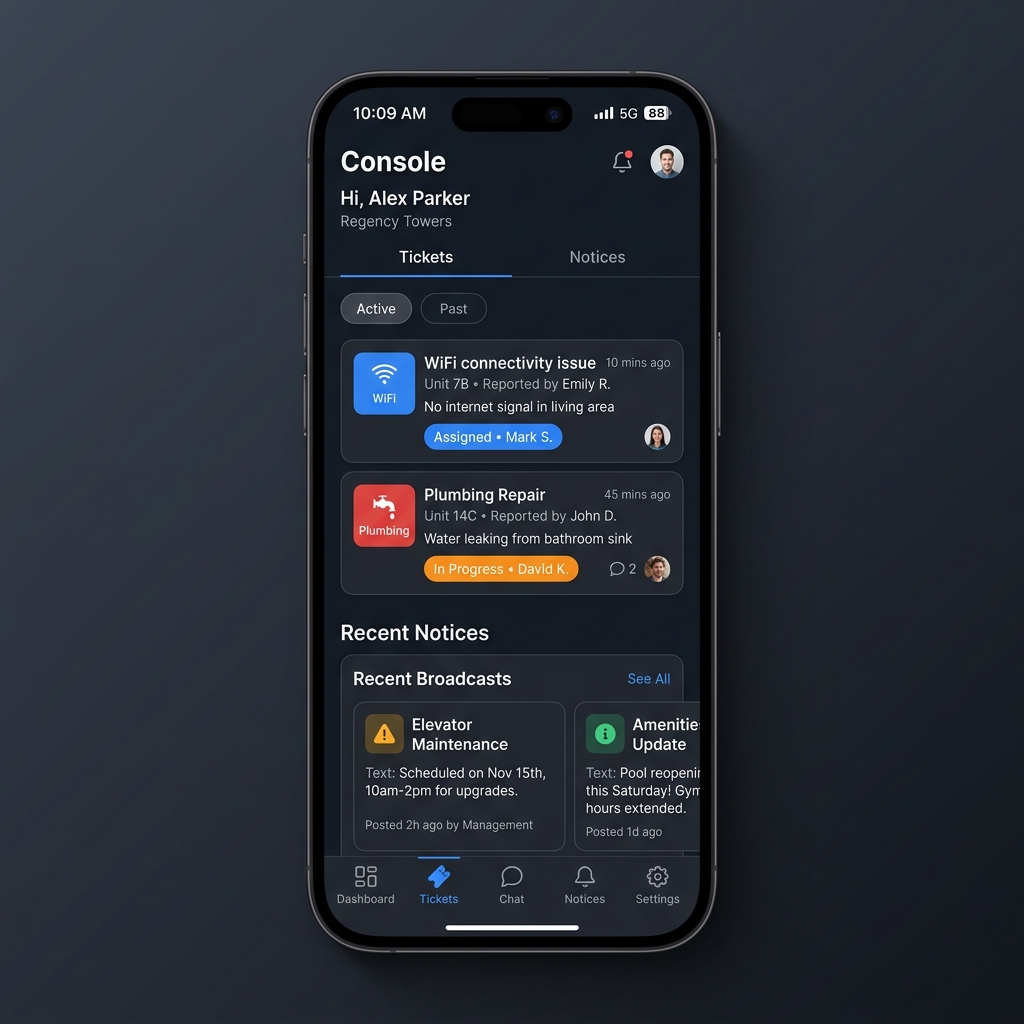 10:09 AM
5G 88
Console
Hi, Alex Parker
Regency Towers
Tickets
Notices
Active
Past
WiFi
WiFi connectivity issue
10 mins ago
Unit 7B • Reported by Emily R.
No internet signal in living area
Assigned • Mark S.
Plumbing
Plumbing Repair
45 mins ago
Unit 14C • Reported by John D.
Water leaking from bathroom sink
In Progress • David K.
2
Recent Notices
Recent Broadcasts
See All
Elevator
Maintenance
Text: Scheduled on Nov 15th,
10am-2pm for upgrades.
Posted 2h ago by Management
Amenitie
Update
Text: Pool reopenin
this Saturday! Gym
hours extended.
Posted 1d ago
Dashboard
Tickets
Chat
Notices
Settings